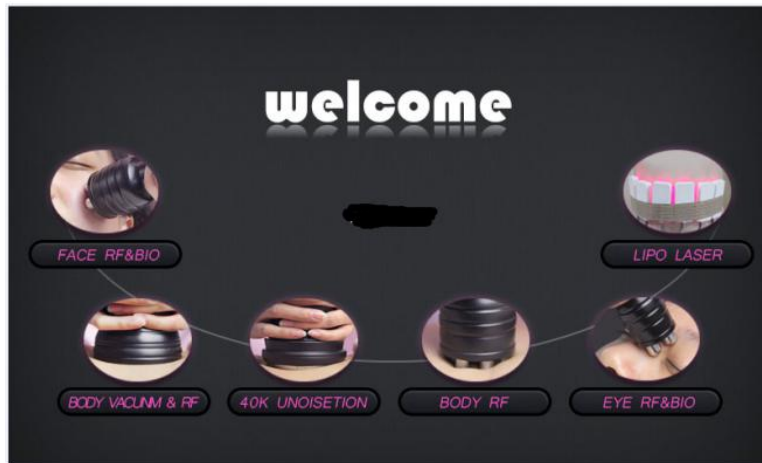 welcome
FACE RF&BIO
LIPO LASER
BODY VACUNM & RF
40K UNOISETION
BODY RF
EYE RF&BIO